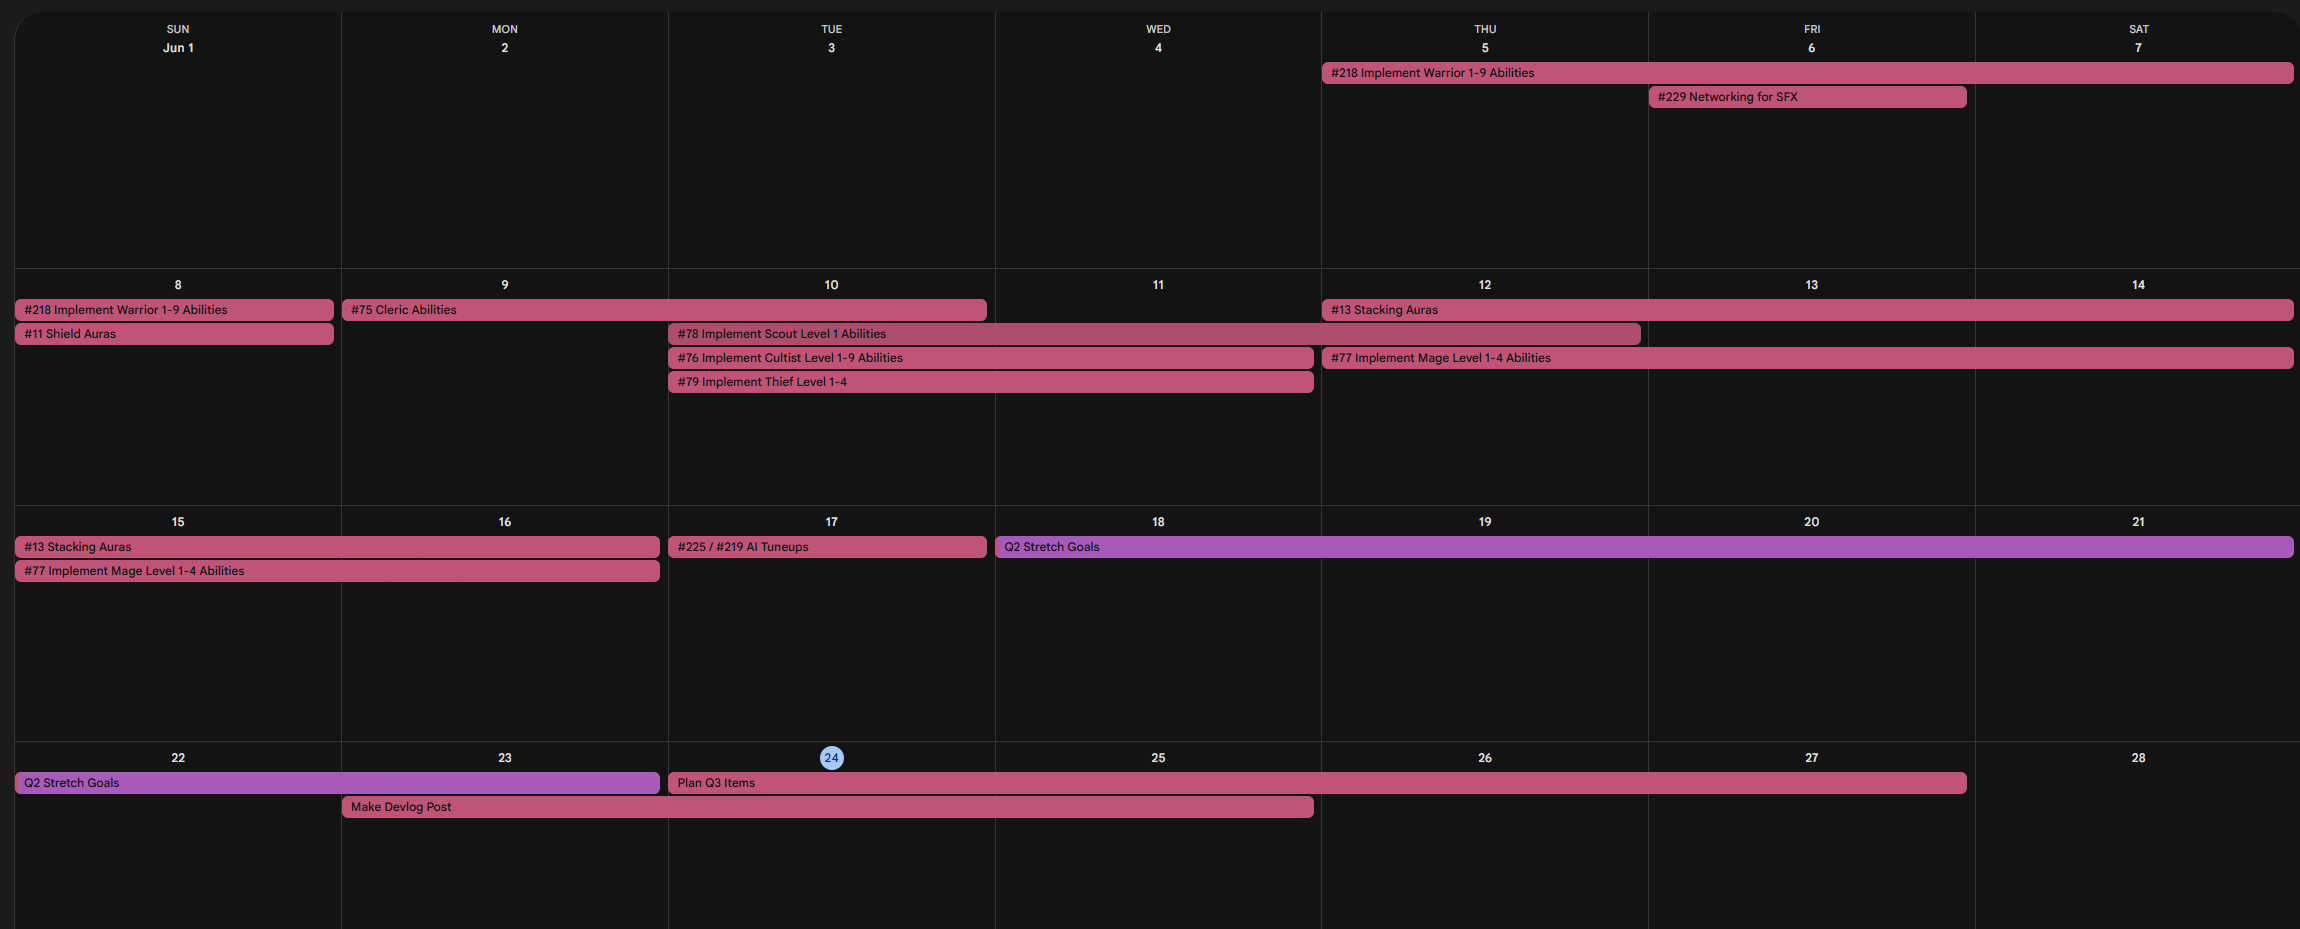 SUN MON TUE WED THU FRI SAT
Jun 1 2 3 4 5 6 7
#218 Implement Warrior 1-9 Abilities
#229 Networking for SFX
8 9 10 11 12 13 14
#218 Implement Warrior 1-9 Abilities #75 Cleric Abilities #13 Stacking Auras
#11 Shield Auras #78 Implement Scout Level 1 Abilities
#76 Implement Cultist Level 1-9 Abilities #77 Implement Mage Level 1-4 Abilities
#79 Implement Thief Level 1-4
15 16 17 18 19 20 21
#13 Stacking Auras #225 / #219 AI Tuneups Q2 Stretch Goals
#77 Implement Mage Level 1-4 Abilities
22 23 24 25 26 27 28
Q2 Stretch Goals Plan Q3 Items
Make Devlog Post